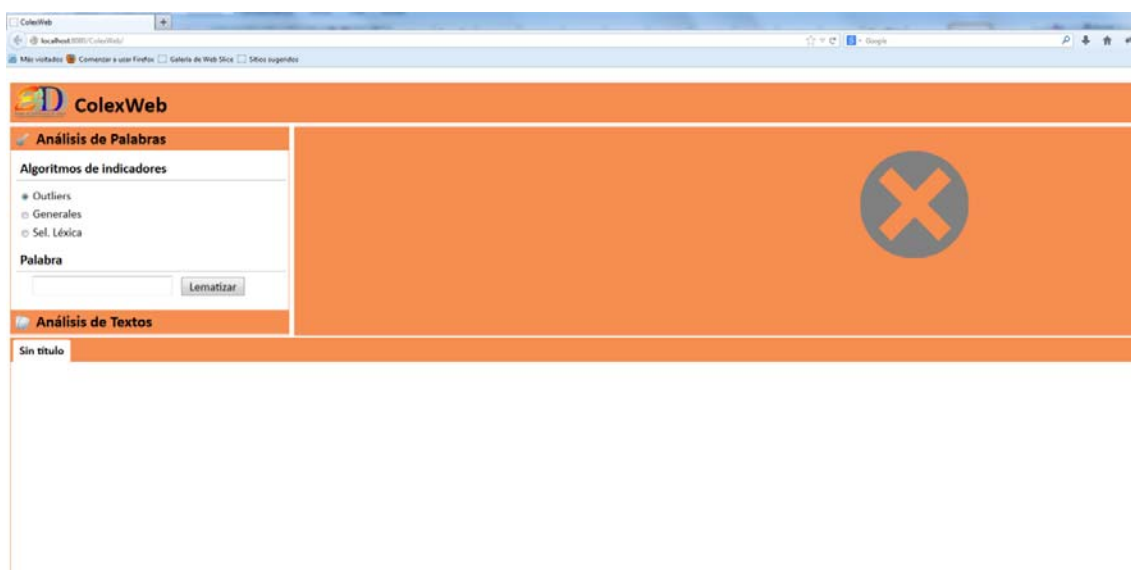 ColexWeb
localhost:8080/ColexWeb/
Google
Más visitados Comenzar a usar Firefox Galería de Web Slice Sitios sugeridos
3D ColexWeb
Análisis de Palabras
Algoritmos de indicadores
Outliers
Generales
Sel. Léxica
Palabra
Lematizar
Análisis de Textos
Sin título